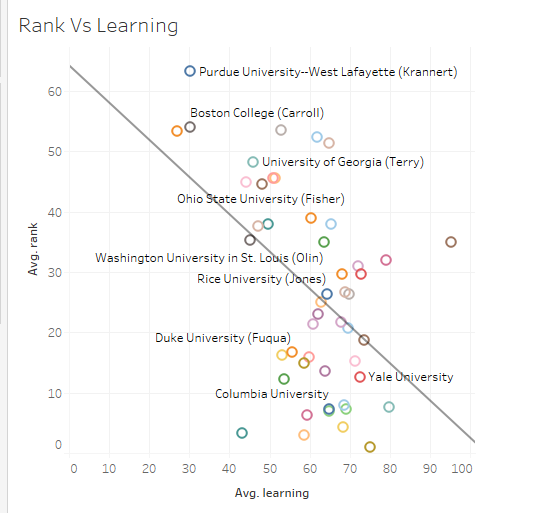 Rank Vs Learning
Purdue University--West Lafayette (Krannert)
60
Boston College (Carroll)
50
University of Georgia (Terry)
Ohio State University (Fisher)
40
Avg. rank
Washington University in St. Louis (Olin)
30
Rice University (Jones)
20
Duke University (Fuqua)
Yale University
10
Columbia University
0
0 10 20 30 40 50 60 70 80 90 100
Avg. learning